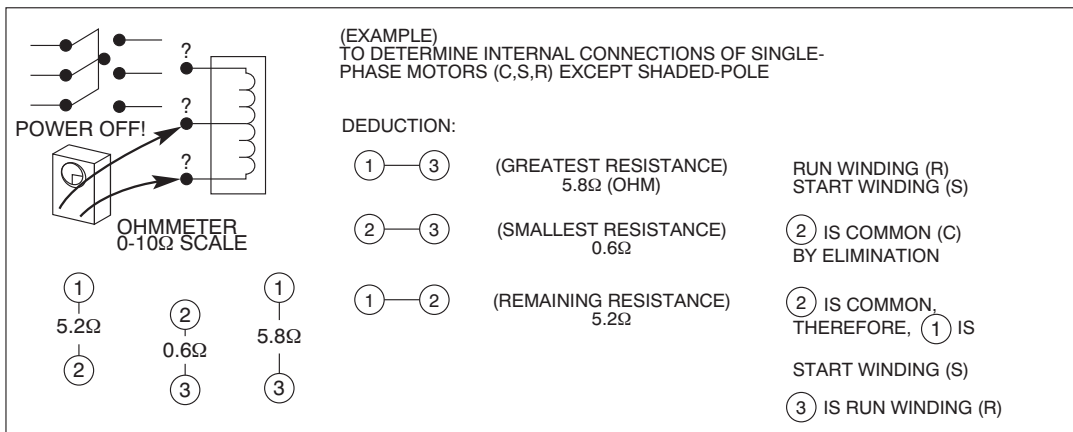 (EXAMPLE)
TO DETERMINE INTERNAL CONNECTIONS OF SINGLE-
PHASE MOTORS (C,S,R) EXCEPT SHADED-POLE
?
?
?
POWER OFF!
OHMMETER
0-10Ω SCALE
1
5.2Ω
2
2
0.6Ω
3
1
5.8Ω
3
DEDUCTION:
1 3 (GREATEST RESISTANCE) RUN WINDING (R)
5.8Ω (OHM) START WINDING (S)
2 3 (SMALLEST RESISTANCE) 2 IS COMMON (C)
0.6Ω BY ELIMINATION
1 2 (REMAINING RESISTANCE) 2 IS COMMON,
5.2Ω THEREFORE, 1 IS
START WINDING (S)
3 IS RUN WINDING (R)